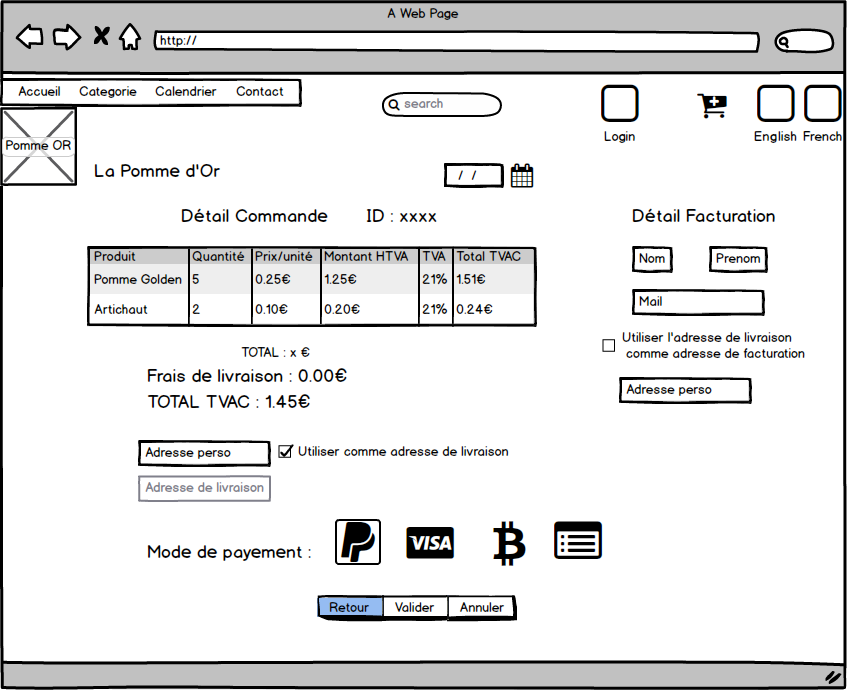 A Web Page
http://
Accueil Categorie Calendrier Contact
search
Login
English French
Pomme OR
La Pomme d'Or
/ /
Détail Commande ID : xxxx
Détail Facturation
Produit Quantité Prix/unité Montant HTVA TVA Total TVAC
Pomme Golden 5 0.25€ 1.25€ 21% 1.51€
Artichaut 2 0.10€ 0.20€ 21% 0.24€
Nom Prenom
Mail
Utiliser l'adresse de livraison
comme adresse de facturation
Adresse perso
TOTAL : x €
Frais de livraison : 0.00€
TOTAL TVAC : 1.45€
Adresse perso Utiliser comme adresse de livraison
Adresse de livraison
Mode de payement :
VISA
Retour Valider Annuler